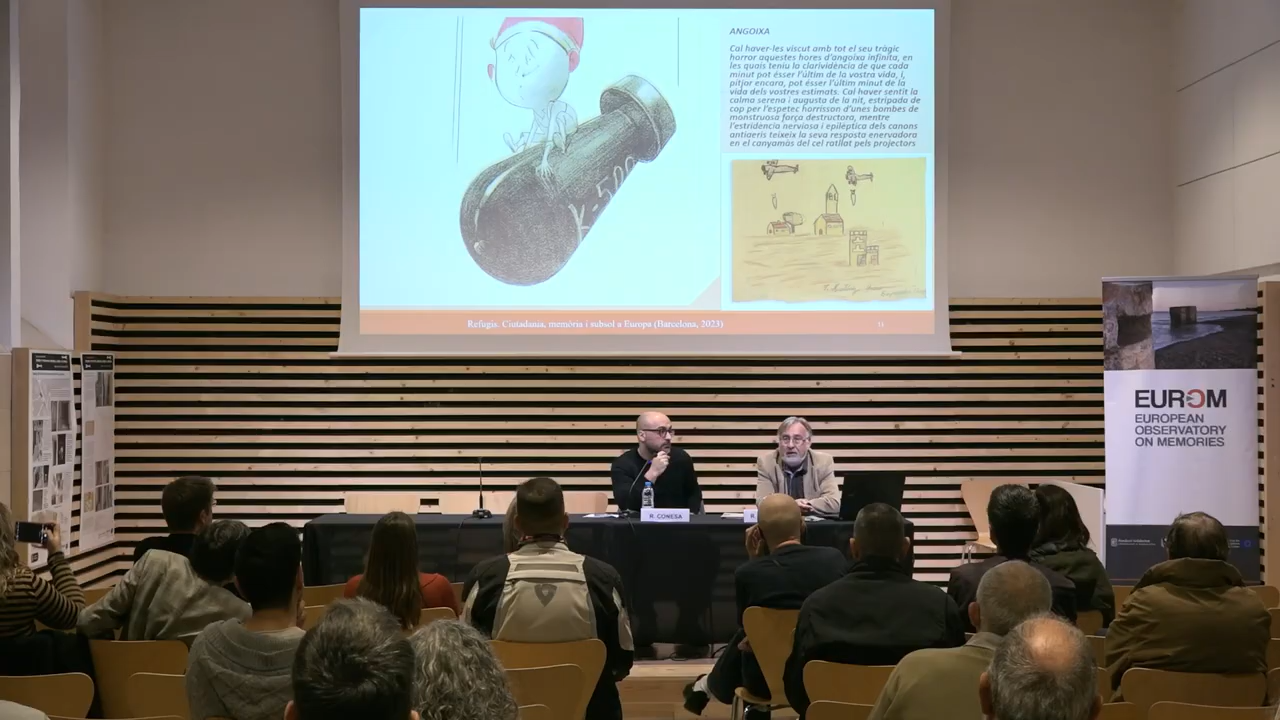 ANGOIXA
Cal haver-les viscut amb tot el seu tràgic
horror aquestes hores d'angoixa infinita, en
les quals teniu la clarividència de que cada
minut pot ésser l'últim de la vostra vida, i,
pitjor encara, pot ésser l'últim minut de la
vida dels vostres estimats. Cal haver sentit la
calma serena i augusta de la nit, estripada de
cop per l'espetec horrísson d'unes bombes de
monstruosa força destructora, mentre
l'estridència nerviosa i epilèptica dels canons
antiaeris teixeix la seva resposta enervadora
en el canyamàs del cel ratllat pels projectors
K-500
Refugis. Ciutadania, memòria i subsol a Europa (Barcelona, 2023)
EUROM
EUROPEAN
OBSERVATORY
ON MEMORIES
R. CONESA
R.